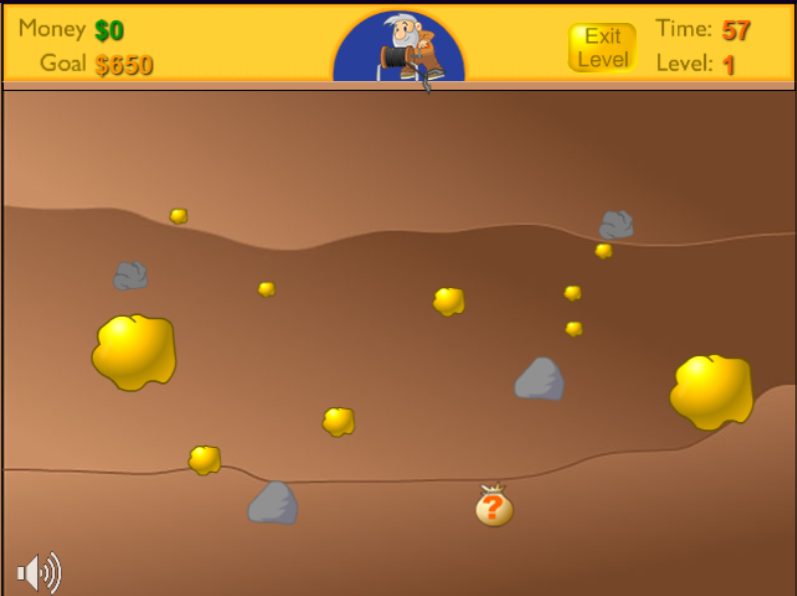 Money $0
Goal $650
Exit
Level
Time: 57
Level: 1
?